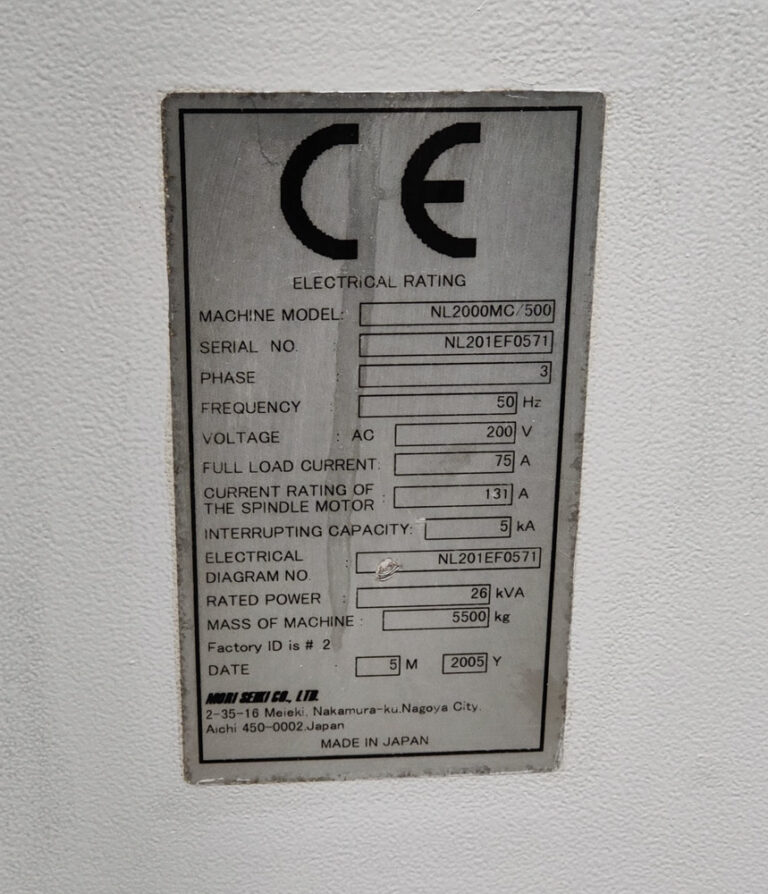 CE
ELECTRICAL RATING
MACHINE MODEL: NL2000MC/500
SERIAL NO. NL201EF0571
PHASE : 3
FREQUENCY : 50 Hz
VOLTAGE : AC 200 V
FULL LOAD CURRENT: 75 A
CURRENT RATING OF
THE SPINDLE MOTOR : 131 A
INTERRUPTING CAPACITY: 5 kA
ELECTRICAL
DIAGRAM NO. : NL201EF0571
RATED POWER : 26 kVA
MASS OF MACHINE : 5500 kg
Factory ID is # 2
DATE : 5 M 2005 Y
MORI SEIKI CO., LTD.
2-35-16 Meieki, Nakamura-ku, Nagoya City,
Aichi 450-0002, Japan
MADE IN JAPAN